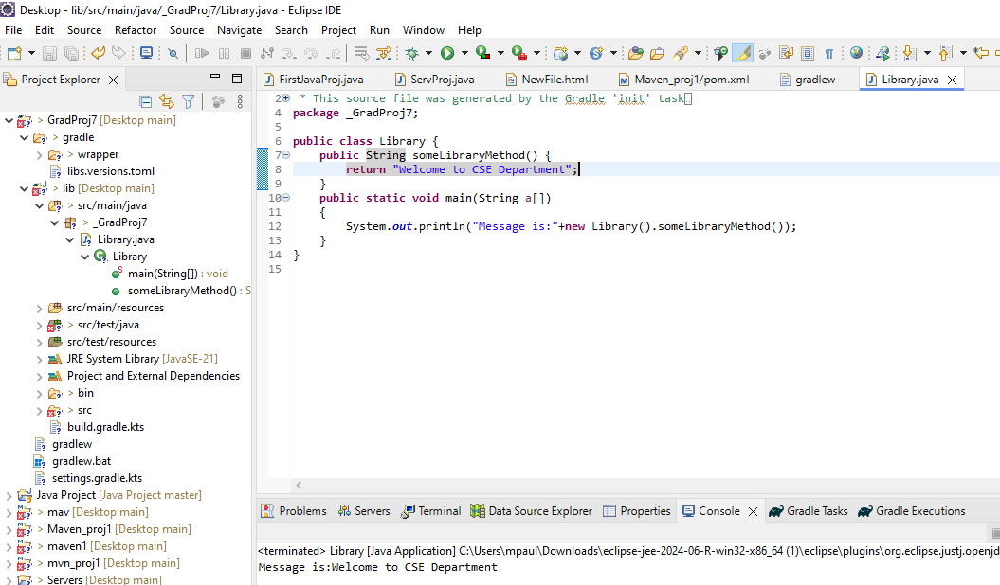 Desktop - lib/src/main/java/_GradProj7/Library.java - Eclipse IDE
File Edit Source Refactor Source Navigate Search Project Run Window Help
Project Explorer
FirstJavaProj.java ServProj.java NewFile.html Maven_proj1/pom.xml gradlew Library.java
> GradProj7 [Desktop main]
> gradle
> wrapper
libs.versions.toml
> lib [Desktop main]
> src/main/java
> _GradProj7
Library.java
Library
main(String[]) : void
someLibraryMethod() : S
src/main/resources
> src/test/java
src/test/resources
JRE System Library [JavaSE-21]
Project and External Dependencies
> bin
> src
build.gradle.kts
gradlew
gradlew.bat
settings.gradle.kts
Java Project [Java Project master]
> mav [Desktop main]
> Maven_proj1 [Desktop main]
> maven1 [Desktop main]
> mvn_proj1 [Desktop main]
> Servers [Desktop main]
2 * This source file was generated by the Gradle 'init' task
4 package _GradProj7;
5
6 public class Library {
7 public String someLibraryMethod() {
8 return "Welcome to CSE Department";
9 }
10 public static void main(String a[])
11 {
12 System.out.println("Message is:"+new Library().someLibraryMethod());
13 }
14 }
15
Problems Servers Terminal Data Source Explorer Properties Console Gradle Tasks Gradle Executions
<terminated> Library [Java Application] C:\Users\mpaul\Downloads\eclipse-jee-2024-06-R-win32-x86_64 (1)\eclipse\plugins\org.eclipse.justj.openjd
Message is:Welcome to CSE Department